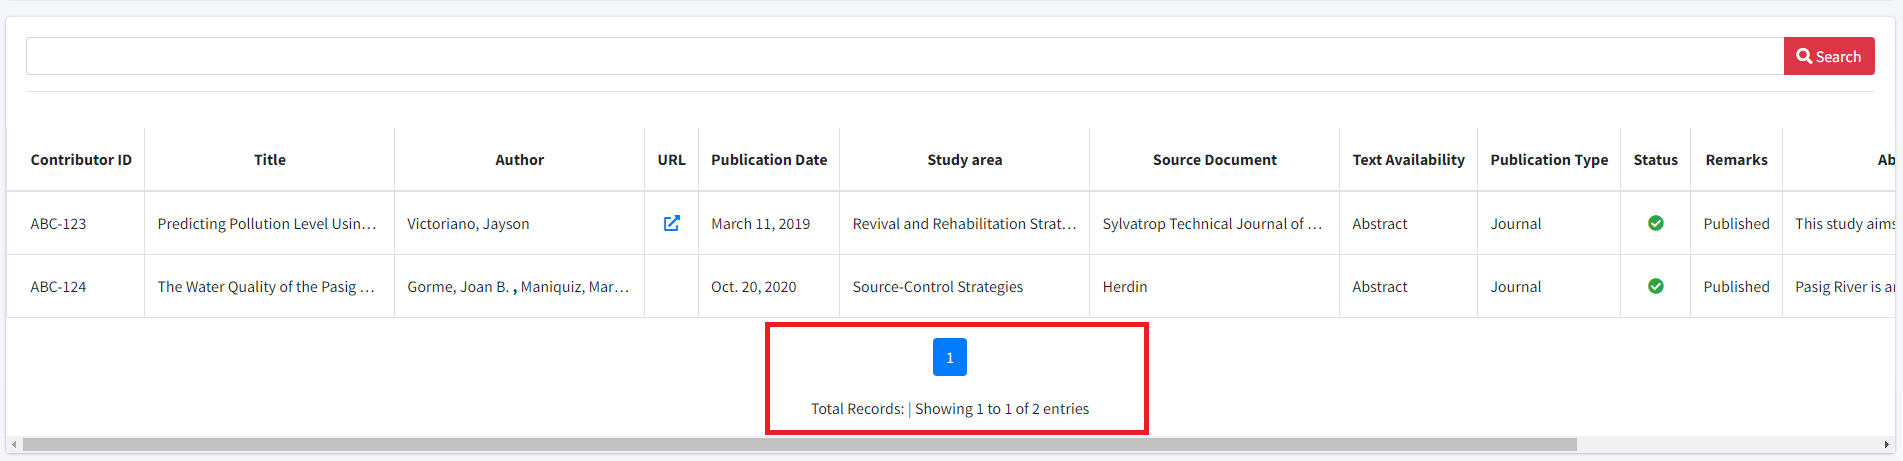 Search
Contributor ID Title Author URL Publication Date Study area Source Document Text Availability Publication Type Status Remarks Ab
ABC-123 Predicting Pollution Level Usin... Victoriano, Jayson March 11, 2019 Revival and Rehabilitation Strat... Sylvatrop Technical Journal of ... Abstract Journal Published This study aims
ABC-124 The Water Quality of the Pasig ... Gorme, Joan B. , Maniquiz, Mar... Oct. 20, 2020 Source-Control Strategies Herdin Abstract Journal Published Pasig River is a
1
Total Records: | Showing 1 to 1 of 2 entries